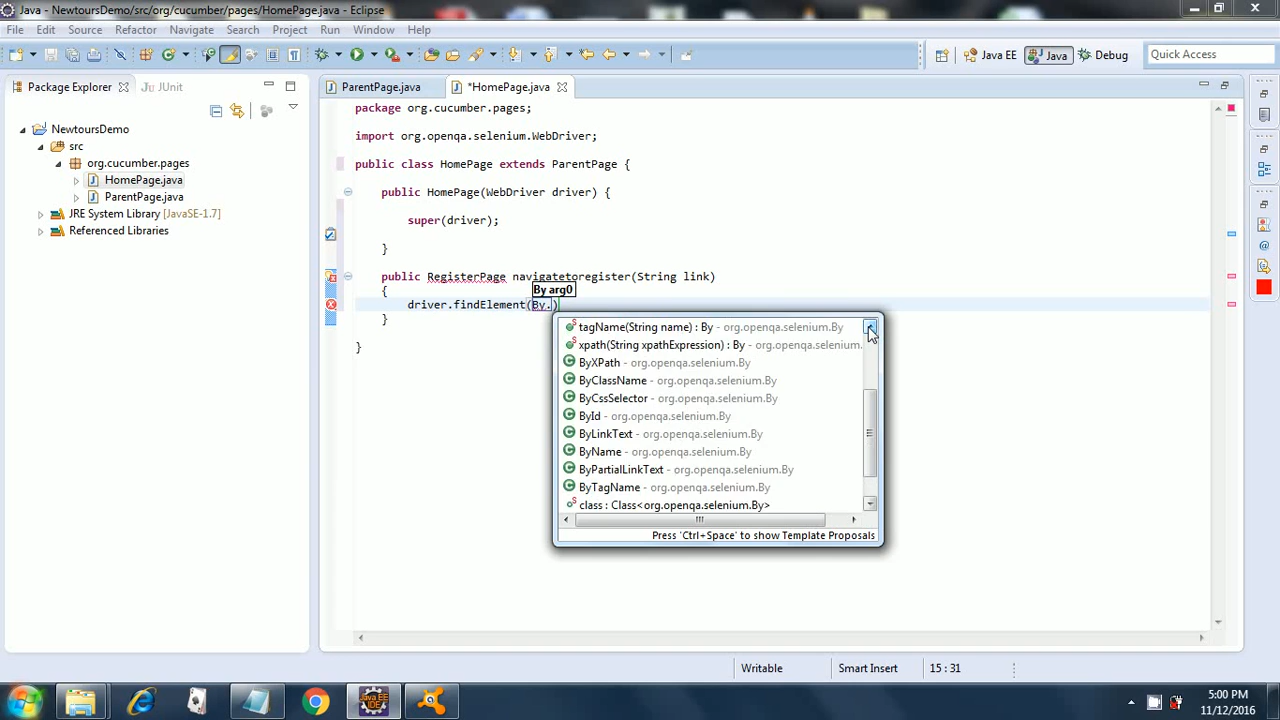 Java - NewtoursDemo/src/org/cucumber/pages/HomePage.java - Eclipse
File Edit Source Refactor Navigate Search Project Run Window Help
Java EE Java Debug Quick Access
Package Explorer JUnit
ParentPage.java *HomePage.java
NewtoursDemo
src
org.cucumber.pages
HomePage.java
ParentPage.java
JRE System Library [JavaSE-1.7]
Referenced Libraries
package org.cucumber.pages;
import org.openqa.selenium.WebDriver;
public class HomePage extends ParentPage {
public HomePage(WebDriver driver) {
super(driver);
}
public RegisterPage navigatetoregister(String link)
{
By arg0
driver.findElement(By.)
}
}
tagName(String name) : By - org.openqa.selenium.By
xpath(String xpathExpression) : By - org.openqa.selenium.
ByXPath - org.openqa.selenium.By
ByClassName - org.openqa.selenium.By
ByCssSelector - org.openqa.selenium.By
ById - org.openqa.selenium.By
ByLinkText - org.openqa.selenium.By
ByName - org.openqa.selenium.By
ByPartialLinkText - org.openqa.selenium.By
ByTagName - org.openqa.selenium.By
class : Class<org.openqa.selenium.By>
Press 'Ctrl+Space' to show Template Proposals
Writable Smart Insert 15 : 31
5:00 PM
11/12/2016